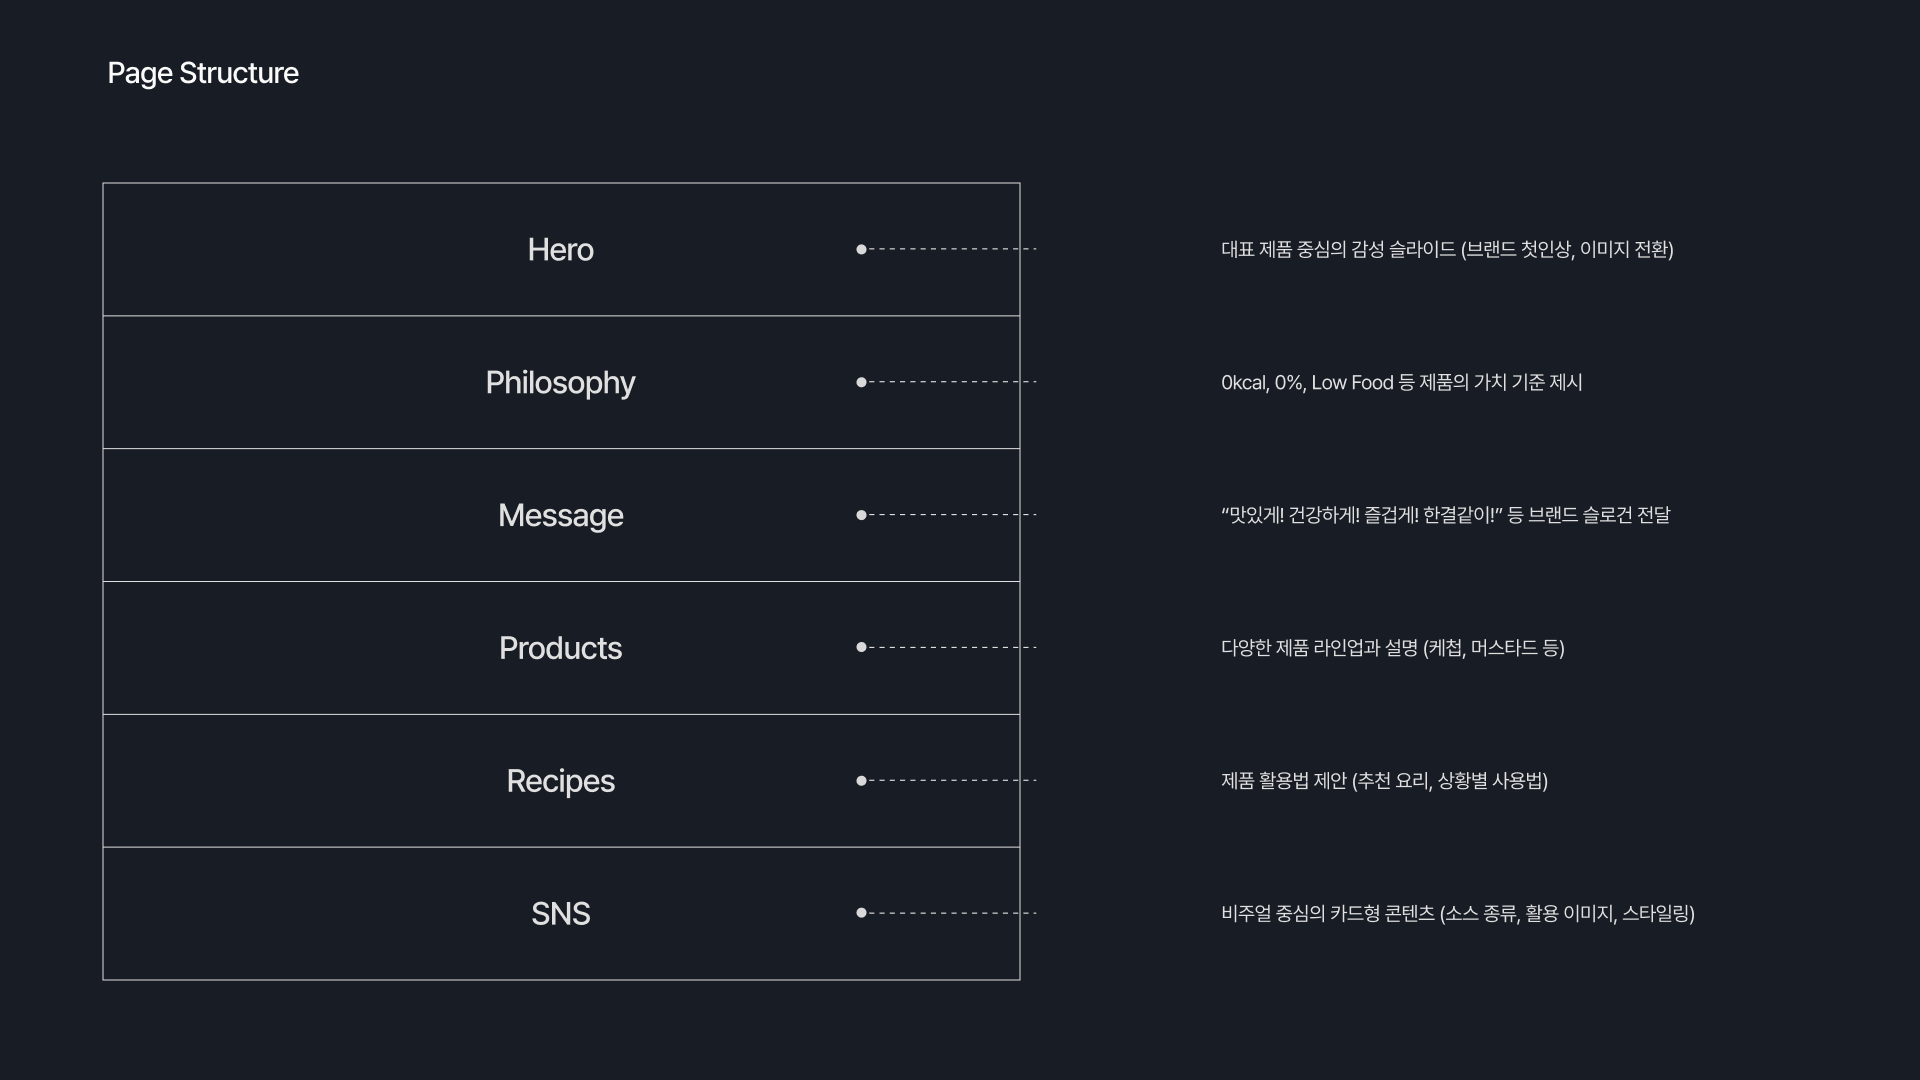 Page Structure
Hero
대표 제품 중심의 감성 슬라이드 (브랜드 첫인상, 이미지 전환)
Philosophy
0kcal, 0%, Low Food 등 제품의 가치 기준 제시
Message
“맛있게! 건강하게! 즐겁게! 한결같이!” 등 브랜드 슬로건 전달
Products
다양한 제품 라인업과 설명 (케첩, 머스타드 등)
Recipes
제품 활용법 제안 (추천 요리, 상황별 사용법)
SNS
비주얼 중심의 카드형 콘텐츠 (소스 종류, 활용 이미지, 스타일링)